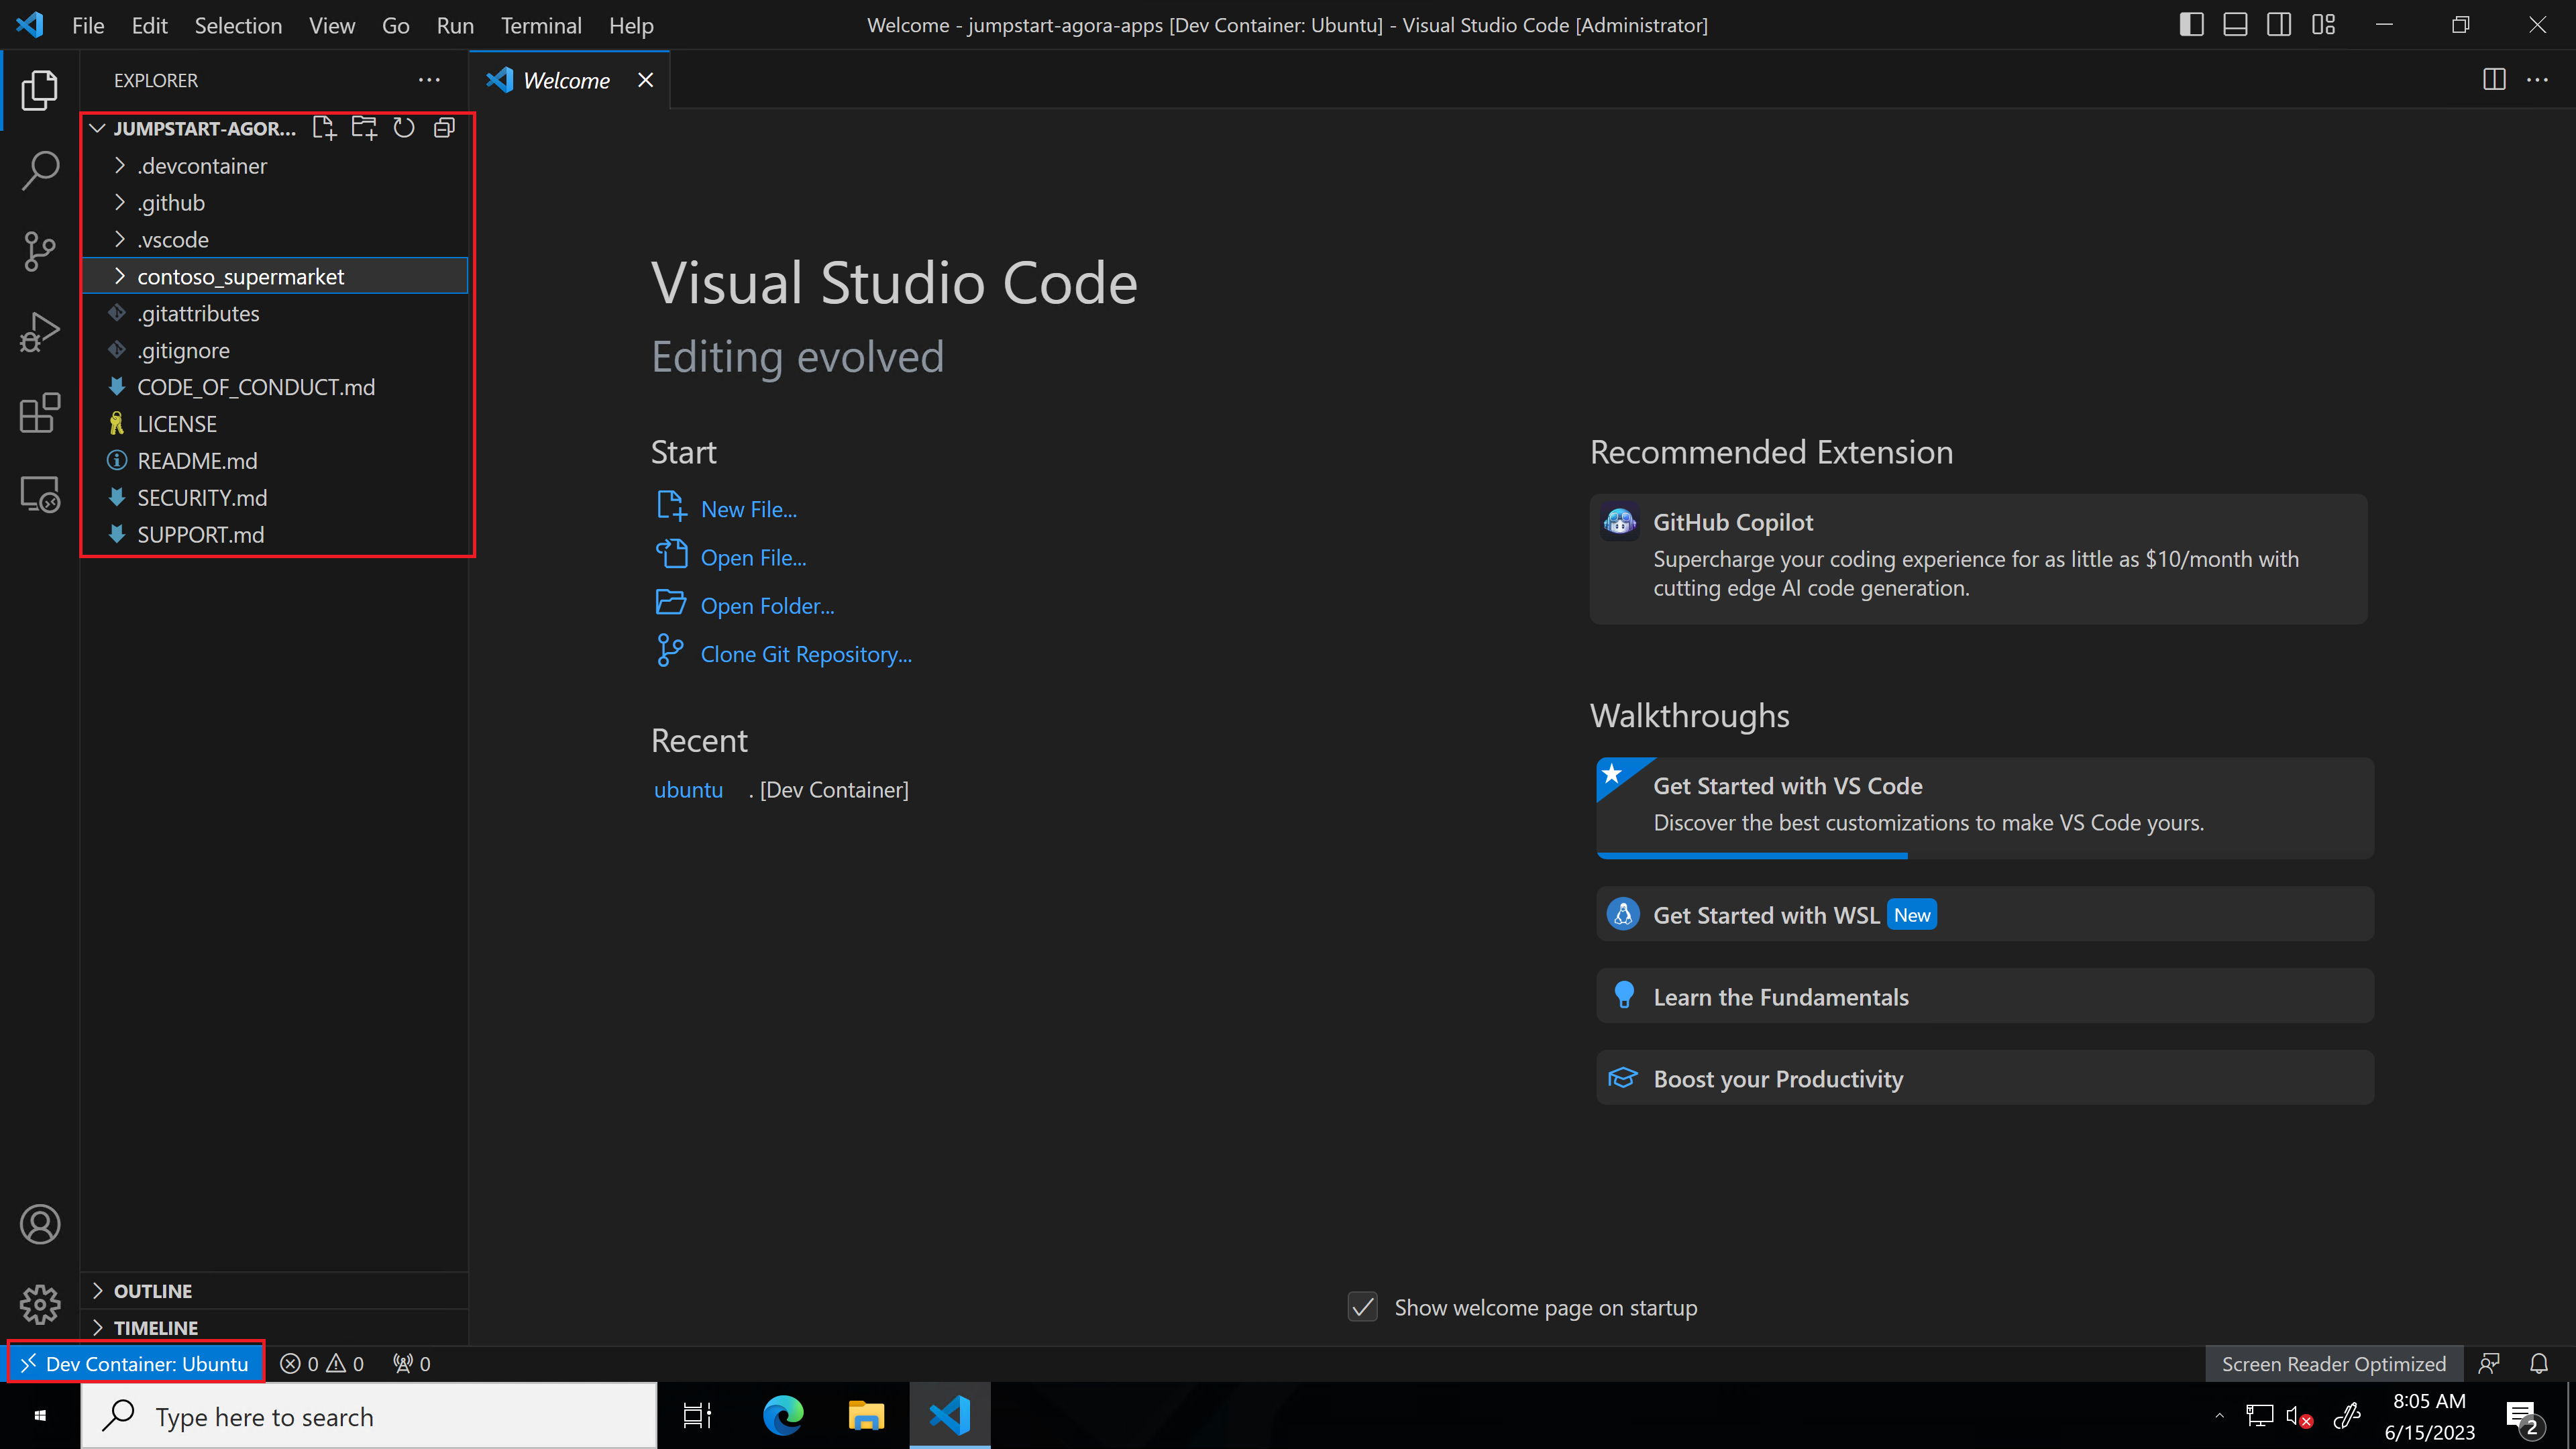 File Edit Selection View Go Run Terminal Help
Welcome - jumpstart-agora-apps [Dev Container: Ubuntu] - Visual Studio Code [Administrator]
EXPLORER
Welcome
JUMPSTART-AGOR...
.devcontainer
.github
.vscode
contoso_supermarket
.gitattributes
.gitignore
CODE_OF_CONDUCT.md
LICENSE
README.md
SECURITY.md
SUPPORT.md
OUTLINE
TIMELINE
Visual Studio Code
Editing evolved
Start
New File...
Open File...
Open Folder...
Clone Git Repository...
Recent
ubuntu . [Dev Container]
Recommended Extension
GitHub Copilot
Supercharge your coding experience for as little as $10/month with
cutting edge AI code generation.
Walkthroughs
Get Started with VS Code
Discover the best customizations to make VS Code yours.
Get Started with WSL New
Learn the Fundamentals
Boost your Productivity
Show welcome page on startup
Dev Container: Ubuntu 0 0 0
Screen Reader Optimized
Type here to search
8:05 AM
6/15/2023
2